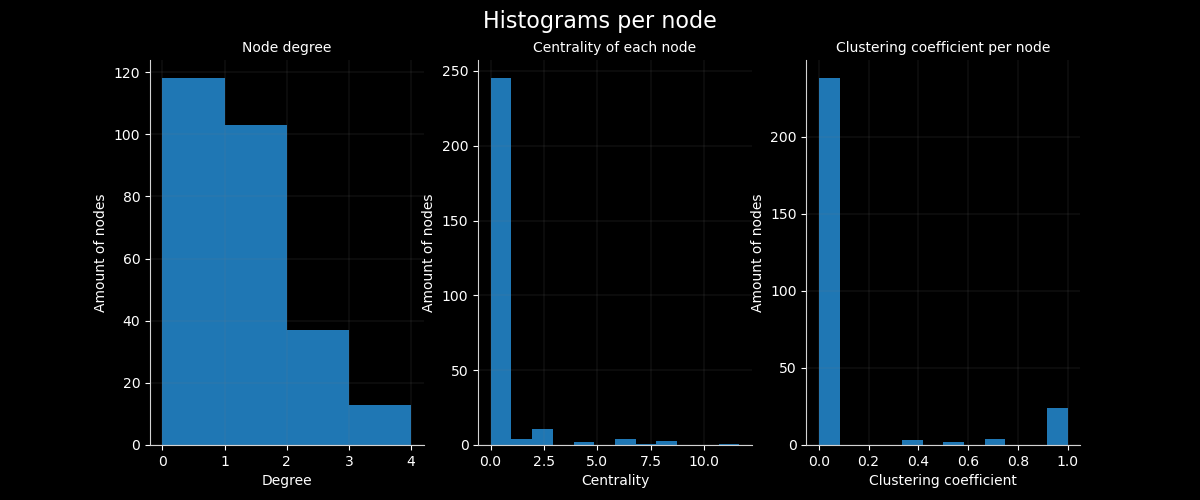 Histograms per node
Node degree
Amount of nodes
120
100
80
60
40
20
0
0 1 2 3 4
Degree
Centrality of each node
Amount of nodes
250
200
150
100
50
0
0.0 2.5 5.0 7.5 10.0
Centrality
Clustering coefficient per node
Amount of nodes
200
150
100
50
0
0.0 0.2 0.4 0.6 0.8 1.0
Clustering coefficient